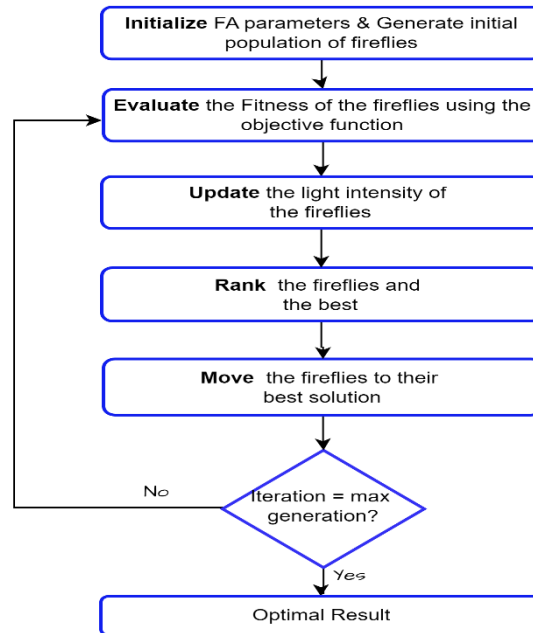 Initialize FA parameters & Generate initial
population of fireflies
Evaluate the Fitness of the fireflies using the
objective function
Update the light intensity of
the fireflies
Rank the fireflies and
the best
Move the fireflies to their
best solution
Iteration = max
generation?
No
Yes
Optimal Result